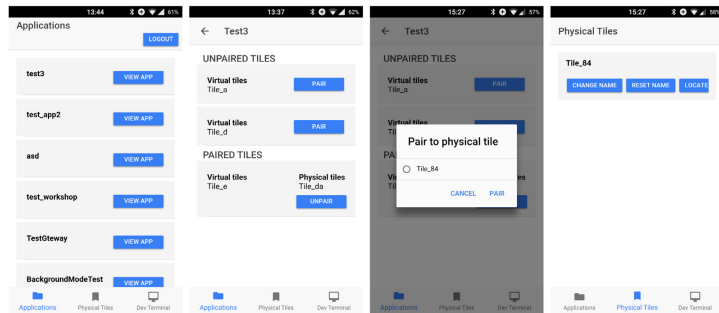 13:44 61%
Applications
LOGOUT
test3
VIEW APP
test_app2
VIEW APP
asd
VIEW APP
test_workshop
VIEW APP
TestGteway
VIEW APP
BackgroundModeTest
VIEW APP
Applications Physical Tiles Dev Terminal
13:37 62%
← Test3
UNPAIRED TILES
Virtual tiles
Tile_a
PAIR
Virtual tiles
Tile_d
PAIR
PAIRED TILES
Virtual tiles Physical tiles
Tile_e Tile_da
UNPAIR
Applications Physical Tiles Dev Terminal
15:27 57%
← Test3
UNPAIRED TILES
Virtual tiles
Tile_a
PAIR
Virtual tiles
Pair to physical tile
Tile_84
CANCEL PAIR
Applications Physical Tiles Dev Terminal
15:27 58%
Physical Tiles
Tile_84
CHANGE NAME RESET NAME LOCATE
Applications Physical Tiles Dev Terminal